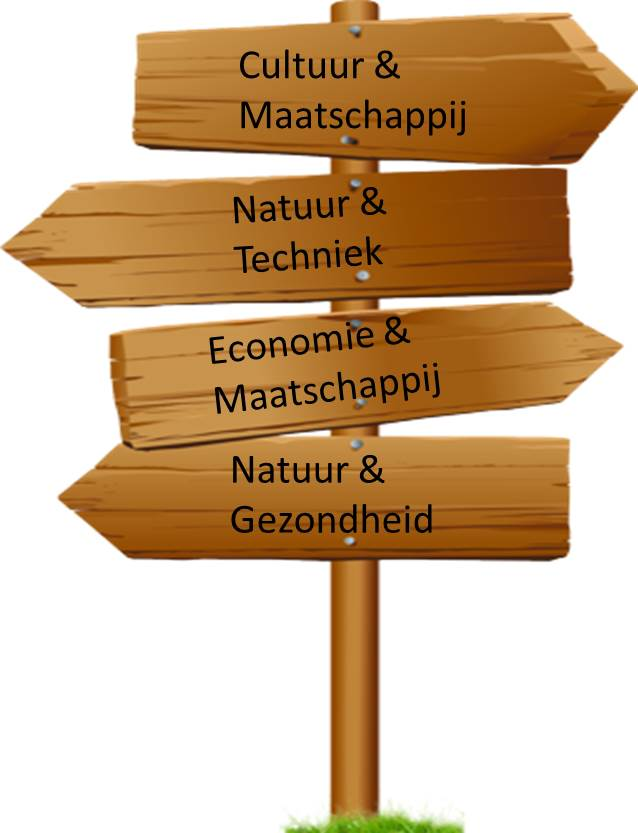 Cultuur &
Maatschappij
Natuur &
Techniek
Economie &
Maatschappij
Natuur &
Gezondheid